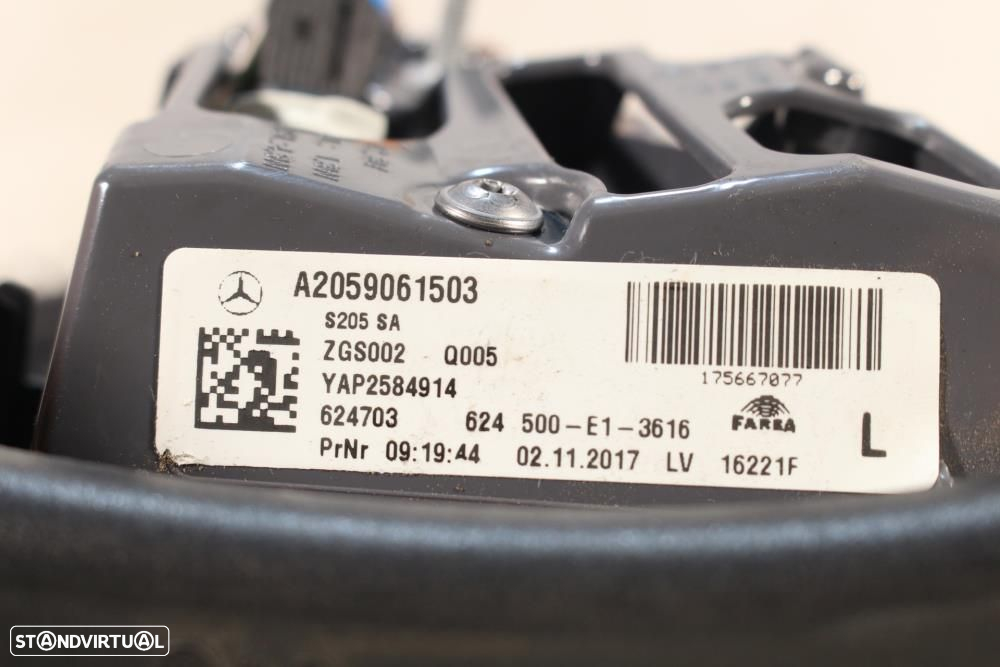 A2059061503
S205 SA
ZGS002 Q005
YAP2584914
624703 624 500-E1-3616
PrNr 09:19:44 02.11.2017 LV 16221F
175667077
FARBA
L
STANDVIRTUAL